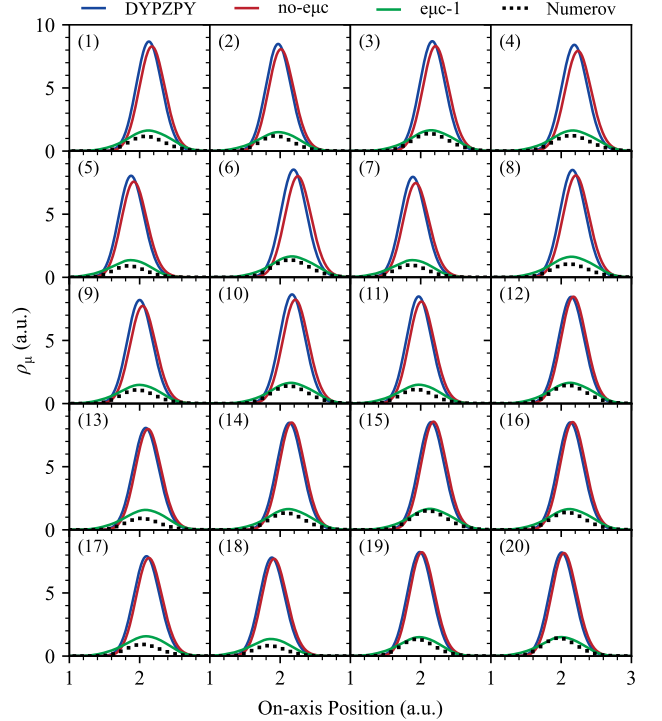 DYPZPY no-eμc eμc-1 Numerov
10
(1) (2) (3) (4)
5
0
(5) (6) (7) (8)
5
0
(9) (10) (11) (12)
5
0
(13) (14) (15) (16)
5
0
(17) (18) (19) (20)
5
0
1 2 1 2 1 2 1 2 3
ρμ (a.u.)
On-axis Position (a.u.)